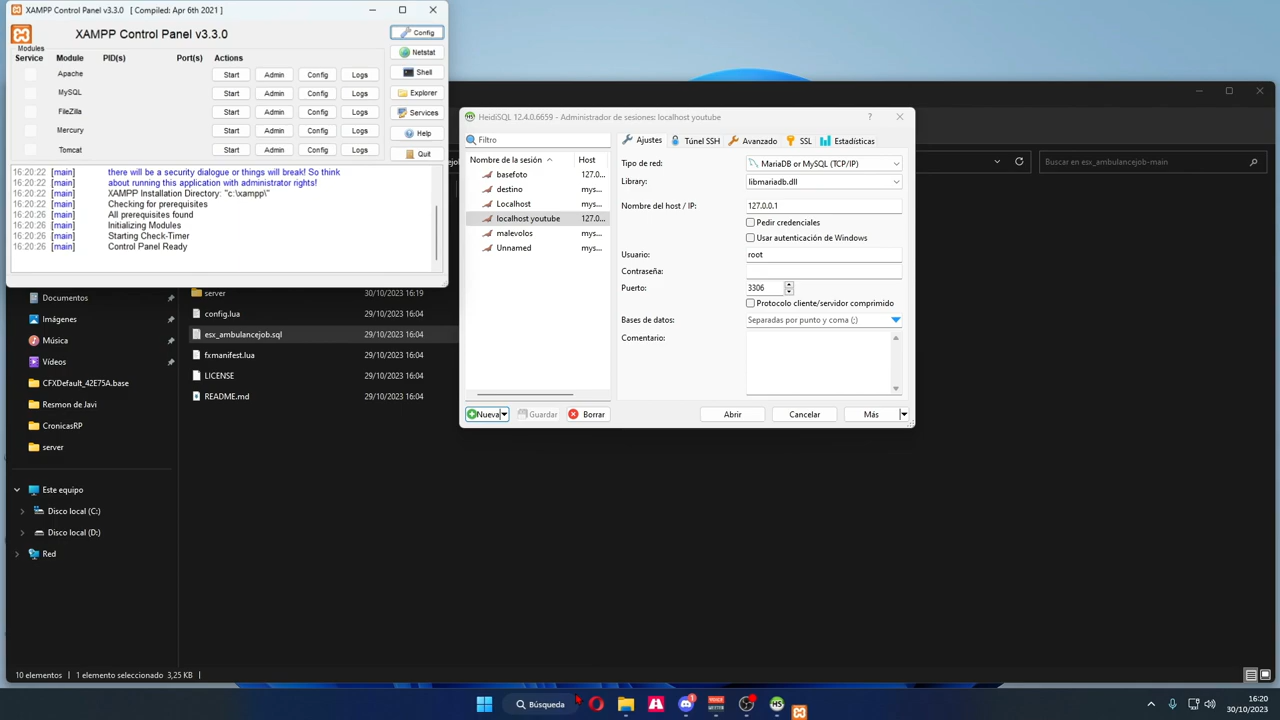 XAMPP Control Panel v3.3.0 [ Compiled: Apr 6th 2021 ]
XAMPP Control Panel v3.3.0
Config
Modules
Service Module PID(s) Port(s) Actions
Netstat
Apache Start Admin Config Logs
Shell
MySQL Start Admin Config Logs
Explorer
FileZilla Start Admin Config Logs
Services
Mercury Start Admin Config Logs
Help
Tomcat Start Admin Config Logs
Quit
16:20:22 [main] there will be a security dialogue or things will break! So think
16:20:22 [main] about running this application with administrator rights!
16:20:22 [main] XAMPP Installation Directory: "c:\xampp\"
16:20:22 [main] Checking for prerequisites
16:20:26 [main] All prerequisites found
16:20:26 [main] Initializing Modules
16:20:26 [main] Starting Check-Timer
16:20:26 [main] Control Panel Ready
Buscar en esx_ambulancejob-main
HeidiSQL 12.4.0.6659 - Administrador de sesiones: localhost youtube
Filtro
Nombre de la sesión Host
basefoto 127.0...
destino mys...
Localhost mys...
localhost youtube 127.0...
malevolos mys...
Unnamed mys...
Nueva Guardar Borrar
Ajustes Túnel SSH Avanzado SSL Estadísticas
Tipo de red: MariaDB or MySQL (TCP/IP)
Library: libmariadb.dll
Nombre del host / IP: 127.0.0.1
Pedir credenciales
Usar autenticación de Windows
Usuario: root
Contraseña:
Puerto: 3306
Protocolo cliente/servidor comprimido
Bases de datos: Separadas por punto y coma (;)
Comentario:
Abrir Cancelar Más
Documentos
Imágenes
Música
Vídeos
CFXDefault_42E75A.base
Resmon de Javi
CronicasRP
server
Este equipo
Disco local (C:)
Disco local (D:)
Red
server 30/10/2023 16:19
config.lua 29/10/2023 16:04
esx_ambulancejob.sql 29/10/2023 16:04
fxmanifest.lua 29/10/2023 16:04
LICENSE 29/10/2023 16:04
README.md 29/10/2023 16:04
10 elementos 1 elemento seleccionado 3,25 KB
Búsqueda
16:20
30/10/2023